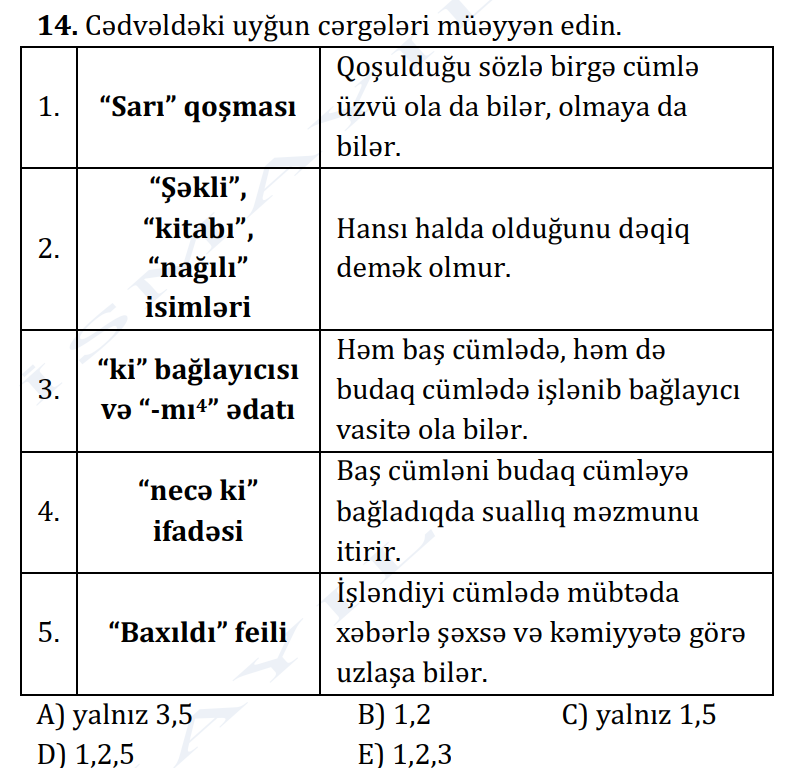 14. Cədvəldəki uyğun cərgələri müəyyən edin.
1.
“Sarı” qoşması
Qoşulduğu sözlə birgə cümlə
üzvü ola da bilər, olmaya da
bilər.
2.
“Şəkli”,
“kitabı”,
“nağılı”
isimləri
Hansı halda olduğunu dəqiq
demək olmur.
3.
“ki” bağlayıcısı
və “-mı⁴” ədatı
Həm baş cümlədə, həm də
budaq cümlədə işlənib bağlayıcı
vasitə ola bilər.
4.
“necə ki”
ifadəsi
Baş cümləni budaq cümləyə
bağladıqda suallıq məzmunu
itirir.
5.
“Baxıldı” feili
İşləndiyi cümlədə mübtəda
xəbərlə şəxsə və kəmiyyətə görə
uzlaşa bilər.
A) yalnız 3,5 B) 1,2 C) yalnız 1,5
D) 1,2,5 E) 1,2,3